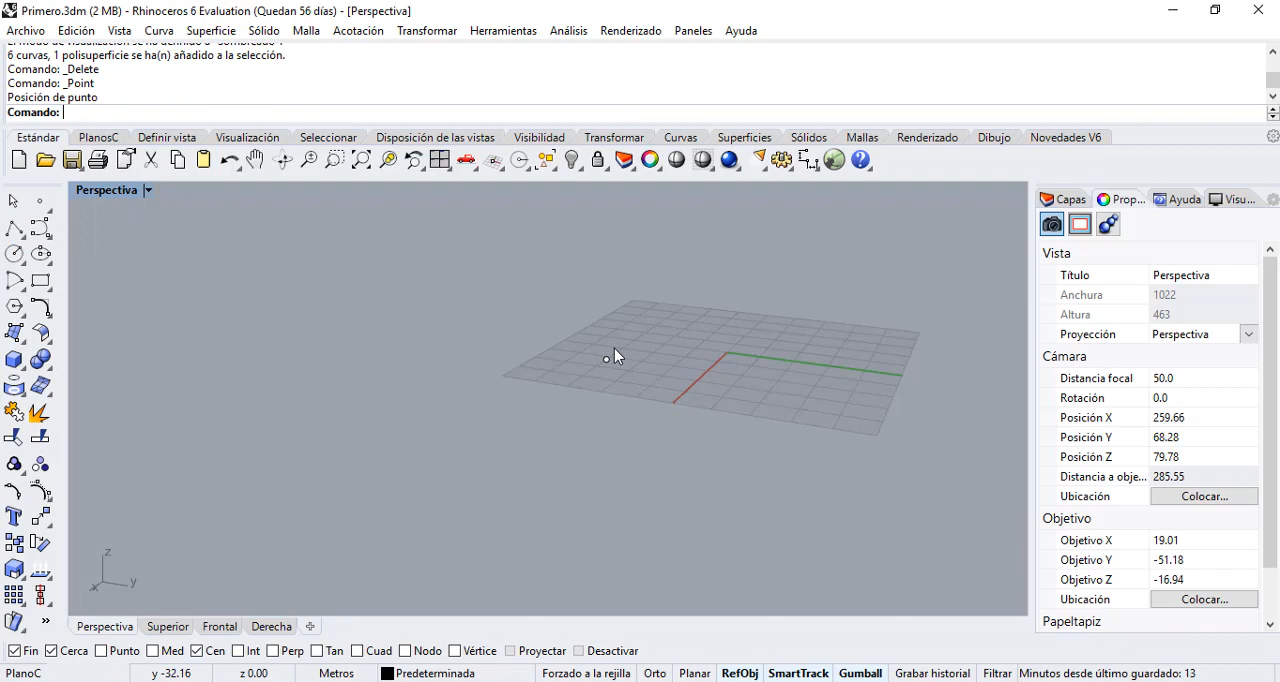 Primero.3dm (2 MB) - Rhinoceros 6 Evaluation (Quedan 56 días) - [Perspectiva]
Archivo Edición Vista Curva Superficie Sólido Malla Acotación Transformar Herramientas Análisis Renderizado Paneles Ayuda
6 curvas, 1 polisuperficie se ha(n) añadido a la selección.
Comando: _Delete
Comando: _Point
Posición de punto
Comando:
Estándar PlanosC Definir vista Visualización Seleccionar Disposición de las vistas Visibilidad Transformar Curvas Superficies Sólidos Mallas Renderizado Dibujo Novedades V6
Perspectiva
Capas Prop... Ayuda Visu...
Vista
Título Perspectiva
Anchura 1022
Altura 463
Proyección Perspectiva
Cámara
Distancia focal 50.0
Rotación 0.0
Posición X 259.66
Posición Y 68.28
Posición Z 79.78
Distancia a obje... 285.55
Ubicación Colocar...
Objetivo
Objetivo X 19.01
Objetivo Y -51.18
Objetivo Z -16.94
Ubicación Colocar...
Papeltapiz
z
y
x
Perspectiva Superior Frontal Derecha
Fin Cerca Punto Med Cen Int Perp Tan Cuad Nodo Vértice Proyectar Desactivar
PlanoC y -32.16 z 0.00 Metros Predeterminada Forzado a la rejilla Orto Planar RefObj SmartTrack Gumball Grabar historial Filtrar Minutos desde último guardado: 13